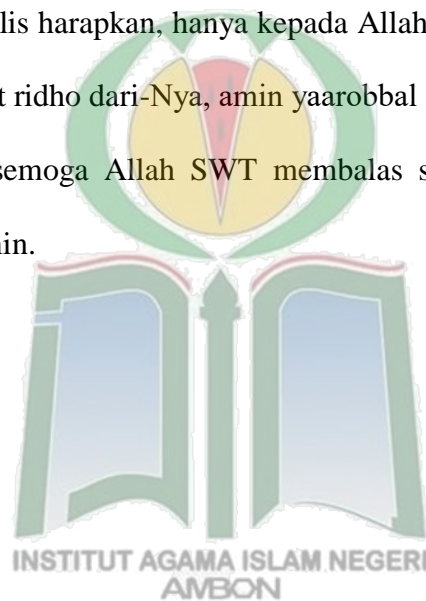 lis harapkan, hanya kepada Allah
t ridho dari-Nya, amin yaarobbal
semoga Allah SWT membalas s
in.
INSTITUT AGAMA ISLAM NEGERI
AMBON